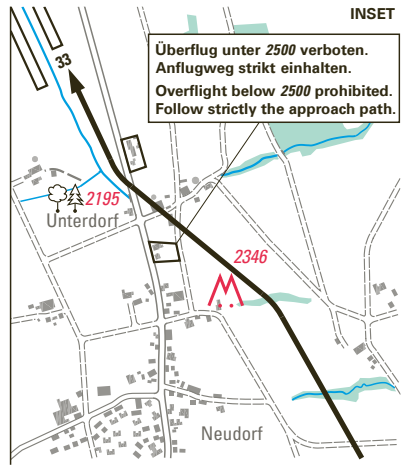 INSET
Überflug unter 2500 verboten.
Anflugweg strikt einhalten.
Overflight below 2500 prohibited.
Follow strictly the approach path.
33
2195
Unterdorf
2346
Neudorf